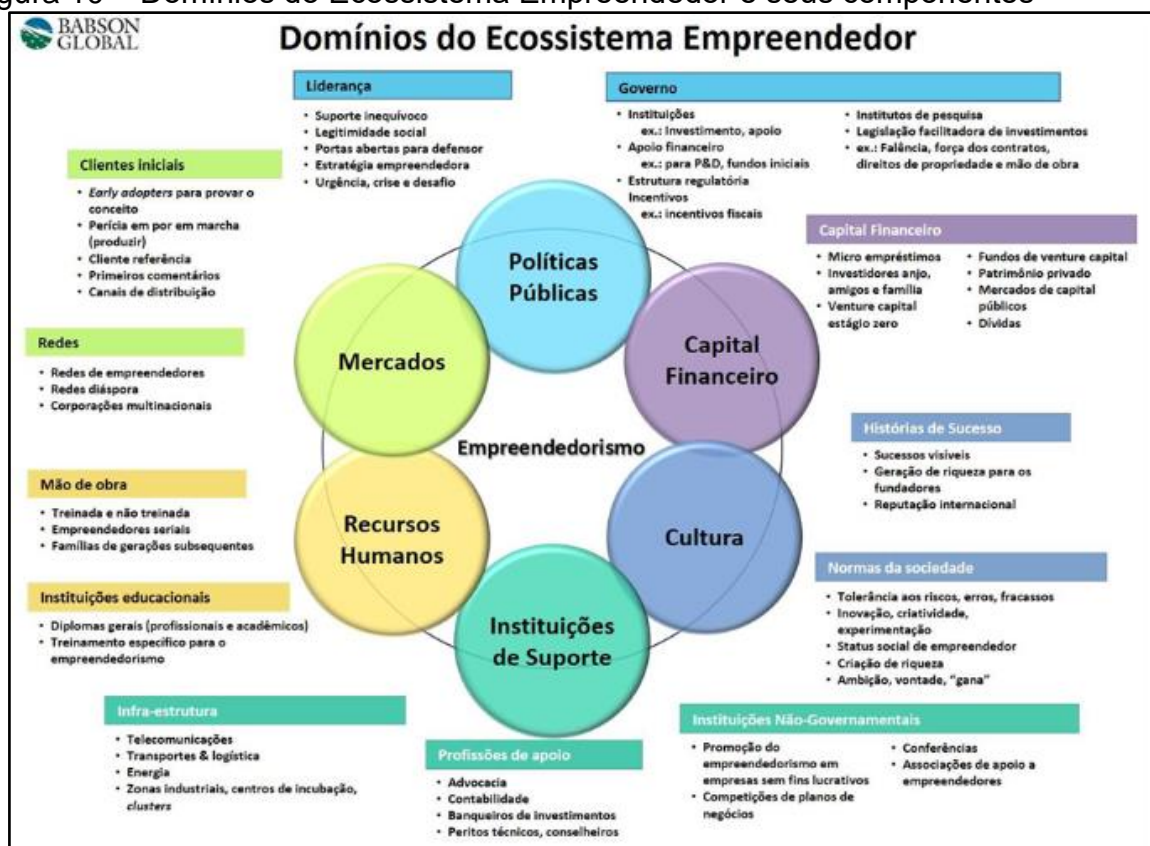 Domínios do Ecossistema Empreendedor e seus componentes
BABSON
GLOBAL
Domínios do Ecossistema Empreendedor
Liderança
• Suporte inequívoco
• Legitimidade social
• Portas abertas para defensor
• Estratégia empreendedora
• Urgência, crise e desafio
Governo
• Instituições
ex.: Investimento, apoio
• Apoio financeiro
ex.: para P&D, fundos iniciais
• Estrutura regulatória
Incentivos
ex.: incentivos fiscais
• Institutos de pesquisa
• Legislação facilitadora de investimentos
• ex.: Falência, força dos contratos,
direitos de propriedade e mão de obra
Clientes iniciais
• Early adopters para provar o
conceito
• Perícia em por em marcha
(produzir)
• Cliente referência
• Primeiros comentários
• Canais de distribuição
Capital Financeiro
• Micro empréstimos
• Investidores anjo,
amigos e família
• Venture capital
estágio zero
• Fundos de venture capital
• Patrimônio privado
• Mercados de capital
públicos
• Dívidas
Redes
• Redes de empreendedores
• Redes diáspora
• Corporações multinacionais
Políticas
Públicas
Mercados
Capital
Financeiro
Empreendedorismo
Recursos
Humanos
Cultura
Instituições
de Suporte
Histórias de Sucesso
• Sucessos visíveis
• Geração de riqueza para os
fundadores
• Reputação internacional
Mão de obra
• Treinada e não treinada
• Empreendedores seriais
• Famílias de gerações subsequentes
Normas da sociedade
• Tolerância aos riscos, erros, fracassos
• Inovação, criatividade,
experimentação
• Status social de empreendedor
• Criação de riqueza
• Ambição, vontade, "gana"
Instituições educacionais
• Diplomas gerais (profissionais e acadêmicos)
• Treinamento específico para o
empreendedorismo
Infra-estrutura
• Telecomunicações
• Transportes & logística
• Energia
• Zonas industriais, centros de incubação,
clusters
Profissões de apoio
• Advocacia
• Contabilidade
• Banqueiros de investimentos
• Peritos técnicos, conselheiros
Instituições Não-Governamentais
• Promoção do
empreendedorismo em
empresas sem fins lucrativos
• Competições de planos de
negócios
• Conferências
• Associações de apoio a
empreendedores